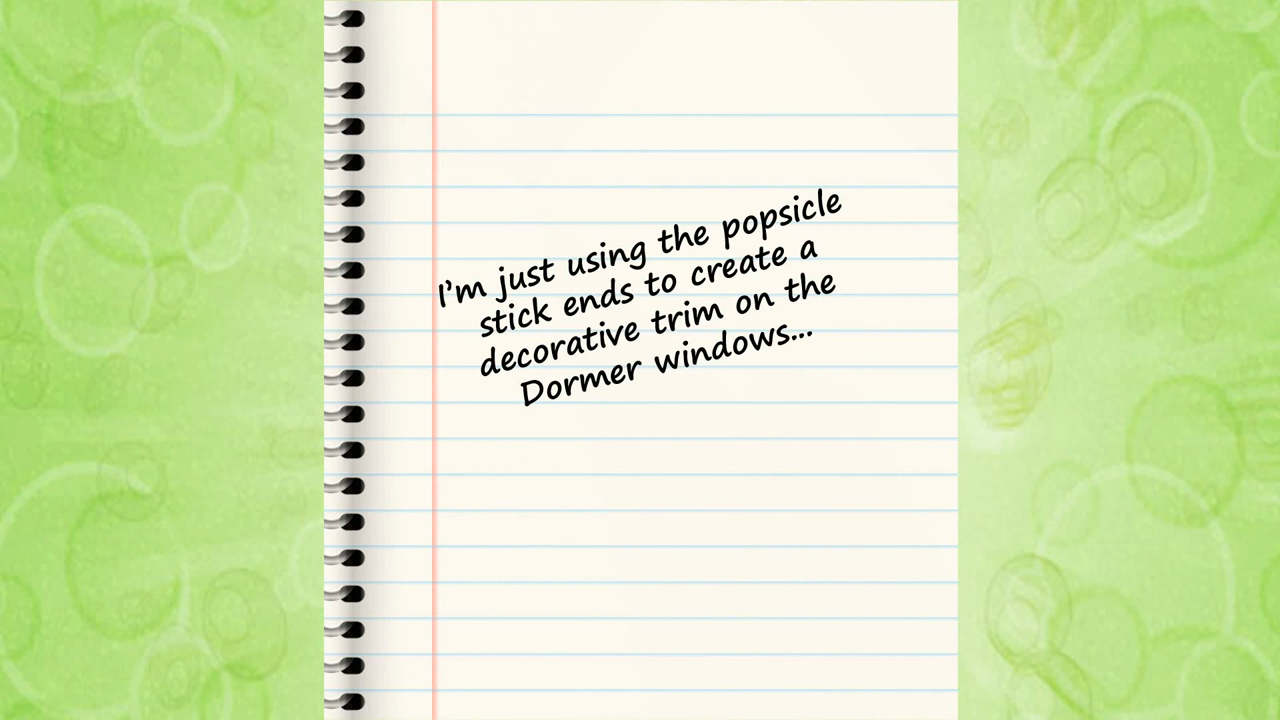 I'm just using the popsicle
stick ends to create a
decorative trim on the
Dormer windows...